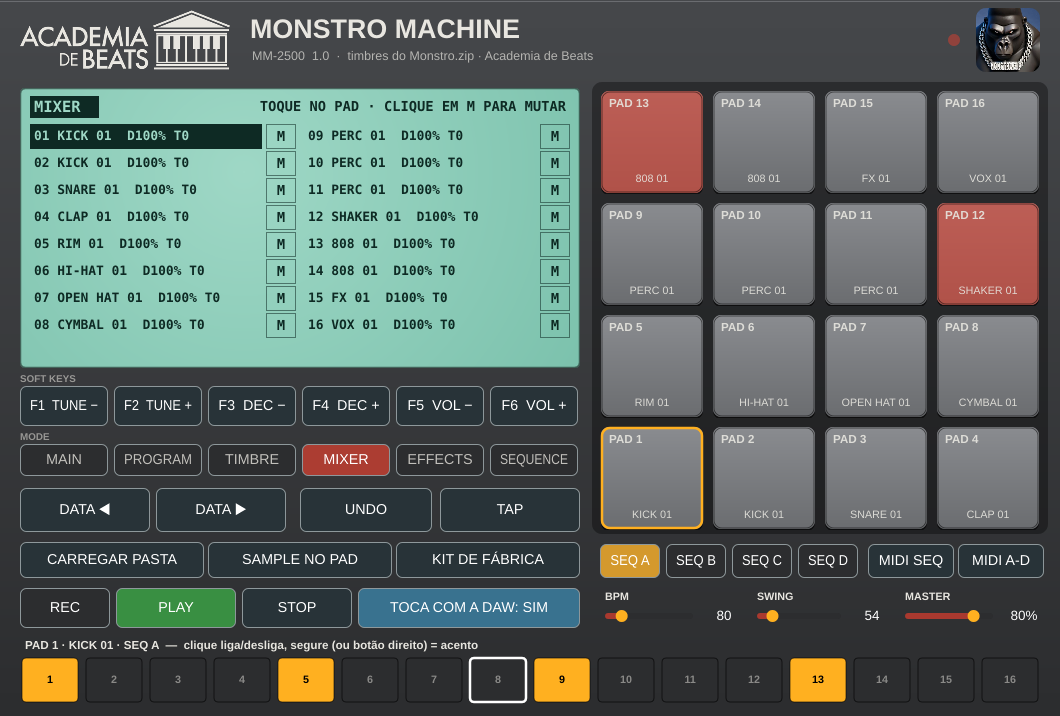 ACADEMIA
DE BEATS
MONSTRO MACHINE
MM-2500 1.0 · timbres do Monstro.zip · Academia de Beats
MIXER TOQUE NO PAD · CLIQUE EM M PARA MUTAR
01 KICK 01 D100% T0 M 09 PERC 01 D100% T0 M
02 KICK 01 D100% T0 M 10 PERC 01 D100% T0 M
03 SNARE 01 D100% T0 M 11 PERC 01 D100% T0 M
04 CLAP 01 D100% T0 M 12 SHAKER 01 D100% T0 M
05 RIM 01 D100% T0 M 13 808 01 D100% T0 M
06 HI-HAT 01 D100% T0 M 14 808 01 D100% T0 M
07 OPEN HAT 01 D100% T0 M 15 FX 01 D100% T0 M
08 CYMBAL 01 D100% T0 M 16 VOX 01 D100% T0 M
SOFT KEYS
F1 TUNE − F2 TUNE + F3 DEC − F4 DEC + F5 VOL − F6 VOL +
MODE
MAIN PROGRAM TIMBRE MIXER EFFECTS SEQUENCE
DATA ◀ DATA ▶ UNDO TAP
CARREGAR PASTA SAMPLE NO PAD KIT DE FÁBRICA
REC PLAY STOP TOCA COM A DAW: SIM
PAD 13 PAD 14 PAD 15 PAD 16
808 01 808 01 FX 01 VOX 01
PAD 9 PAD 10 PAD 11 PAD 12
PERC 01 PERC 01 PERC 01 SHAKER 01
PAD 5 PAD 6 PAD 7 PAD 8
RIM 01 HI-HAT 01 OPEN HAT 01 CYMBAL 01
PAD 1 PAD 2 PAD 3 PAD 4
KICK 01 KICK 01 SNARE 01 CLAP 01
SEQ A SEQ B SEQ C SEQ D MIDI SEQ MIDI A-D
BPM SWING MASTER
80 54 80%
PAD 1 · KICK 01 · SEQ A — clique liga/desliga, segure (ou botão direito) = acento
1 2 3 4 5 6 7 8 9 10 11 12 13 14 15 16